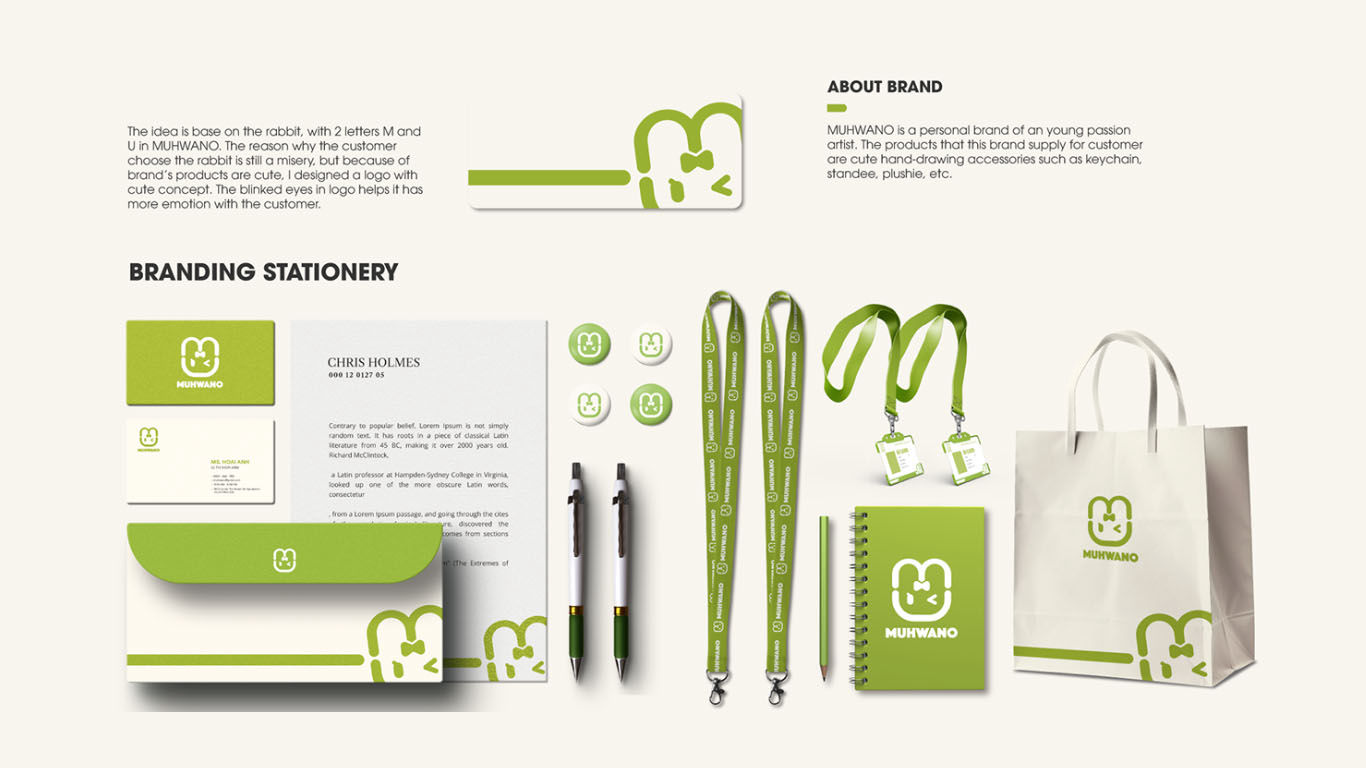 The idea is base on the rabbit, with 2 letters M and
U in MUHWANO. The reason why the customer
choose the rabbit is still a misery, but because of
brand's products are cute, I designed a logo with
cute concept. The blinked eyes in logo helps it has
more emotion with the customer.
ABOUT BRAND
MUHWANO is a personal brand of an young passion
artist. The products that this brand supply for customer
are cute hand-drawing accessories such as keychain,
standee, plushie, etc.
BRANDING STATIONERY
MUHWANO
MUHWANO
MS. HOAI ANH
CHRIS HOLMES
000 12 0127 05
Contrary to popular belief, Lorem Ipsum is not simply
random text. It has roots in a piece of classical Latin
literature from 45 BC, making it over 2000 years old.
Richard McClintock,
a Latin professor at Hampden-Sydney College in Virginia,
looked up one of the more obscure Latin words,
consectetur
, from a Lorem Ipsum passage, and going through the cites
discovered the
comes from sections
(The Extremes of
MUHWANO
MUHWANO
MUHWANO
MUHWANO
MUHWANO
MUHWANO
MUHWANO
MUHWANO
MUHWANO
MUHWANO